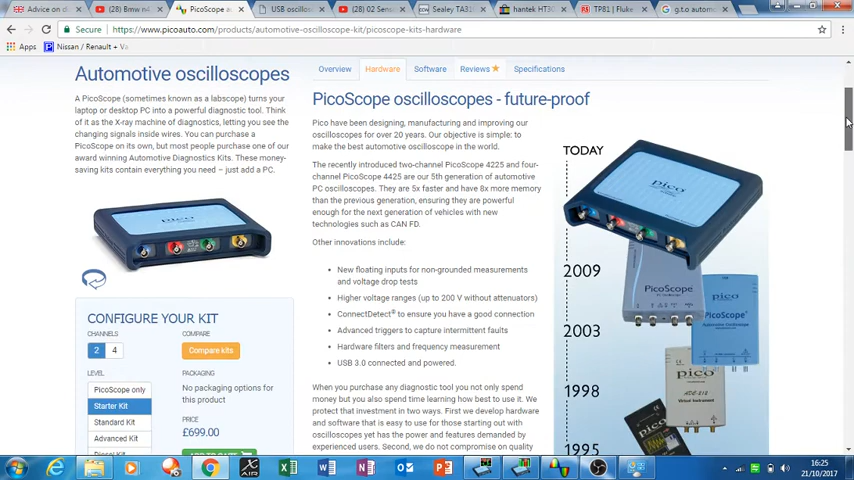 Advice on d
(28) Bmw n4
PicoScope au
USB oscillos
(28) 02 Sens
Sealey TA31
hantek HT30
TP81 | Fluke
g.t.o autom
Secure
https://www.picoauto.com/products/automotive-oscilloscope-kit/picoscope-kits-hardware
Apps
Nissan / Renault + Va
Automotive oscilloscopes
A PicoScope (sometimes known as a labscope) turns your
laptop or desktop PC into a powerful diagnostic tool. Think
of it as the X-ray machine of diagnostics, letting you see the
changing signals inside wires. You can purchase a
PicoScope on its own, but most people purchase one of our
award winning Automotive Diagnostics Kits. These money-
saving kits contain everything you need – just add a PC.
pico
CONFIGURE YOUR KIT
CHANNELS
2 4
COMPARE
Compare kits
LEVEL
PicoScope only
Starter Kit
Standard Kit
Advanced Kit
PACKAGING
No packaging options for
this product
PRICE
£699.00
Overview Hardware Software Reviews Specifications
PicoScope oscilloscopes - future-proof
Pico have been designing, manufacturing and improving our
oscilloscopes for over 20 years. Our objective is simple: to
make the best automotive oscilloscope in the world.
The recently introduced two-channel PicoScope 4225 and four-
channel PicoScope 4425 are our 5th generation of automotive
PC oscilloscopes. They are 5x faster and have 8x more memory
than the previous generation, ensuring they are powerful
enough for the next generation of vehicles with new
technologies such as CAN FD.
Other innovations include:
New floating inputs for non-grounded measurements
and voltage drop tests
Higher voltage ranges (up to 200 V without attenuators)
ConnectDetect® to ensure you have a good connection
Advanced triggers to capture intermittent faults
Hardware filters and frequency measurement
USB 3.0 connected and powered.
When you purchase any diagnostic tool you not only spend
money but you also spend time learning how best to use it. We
protect that investment in two ways. First we develop hardware
and software that is easy to use for those starting out with
oscilloscopes yet has the power and features demanded by
experienced users. Second, we do not compromise on quality
TODAY
pico
2009
PicoScope
PicoScope
2003
pico
1998
ADC-212
1995
pico
X AIR
16:25
21/10/2017